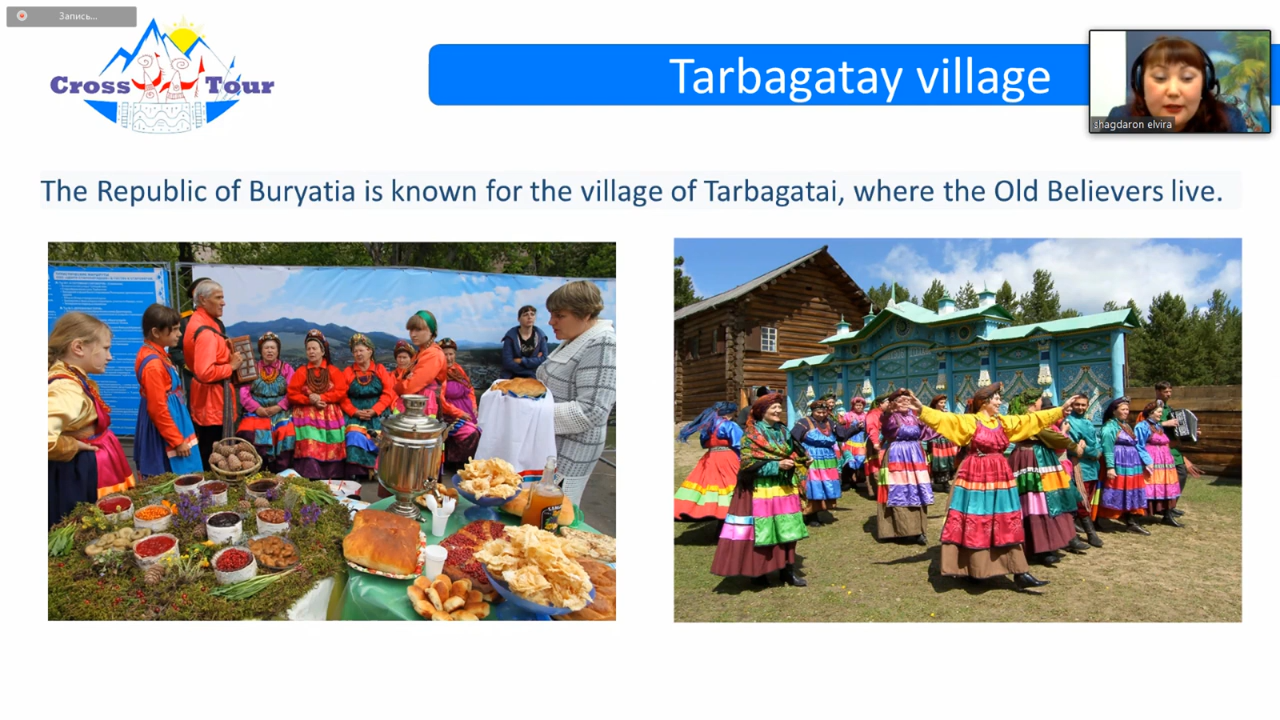 Запись...
Cross Tour
Tarbagatay village
shagdaron elvira
The Republic of Buryatia is known for the village of Tarbagatai, where the Old Believers live.